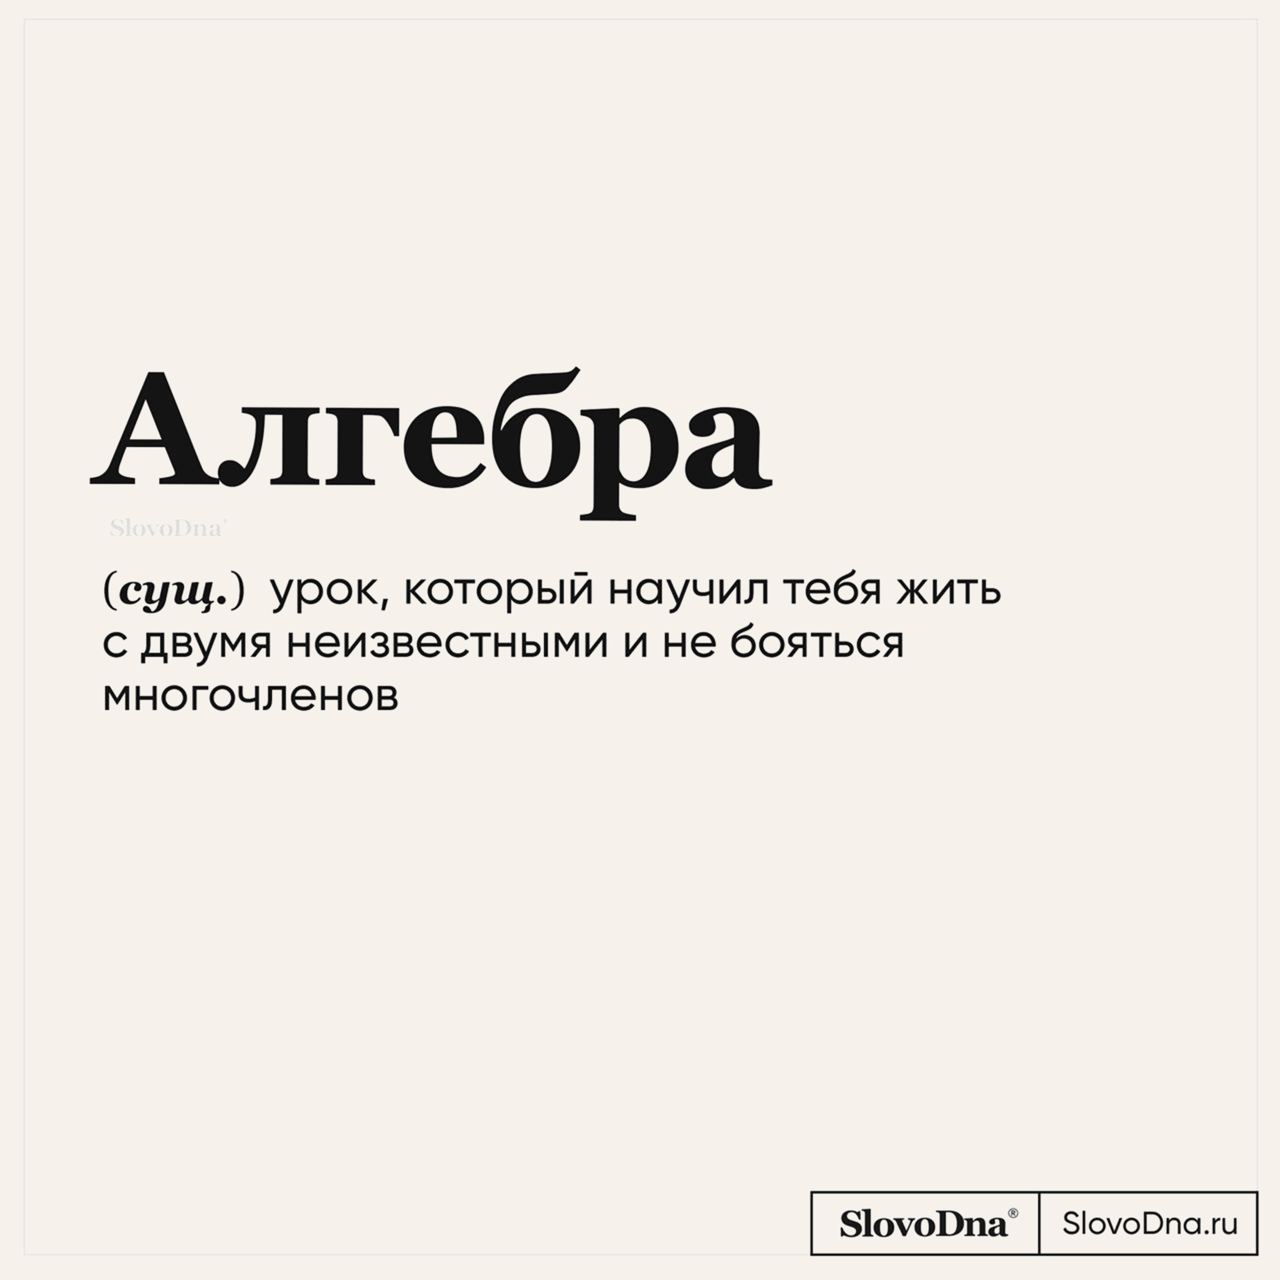 Алгебра
SlovoDna®
(сущ.) урок, который научил тебя жить
с двумя неизвестными и не бояться
многочленов
SlovoDna® SlovoDna.ru